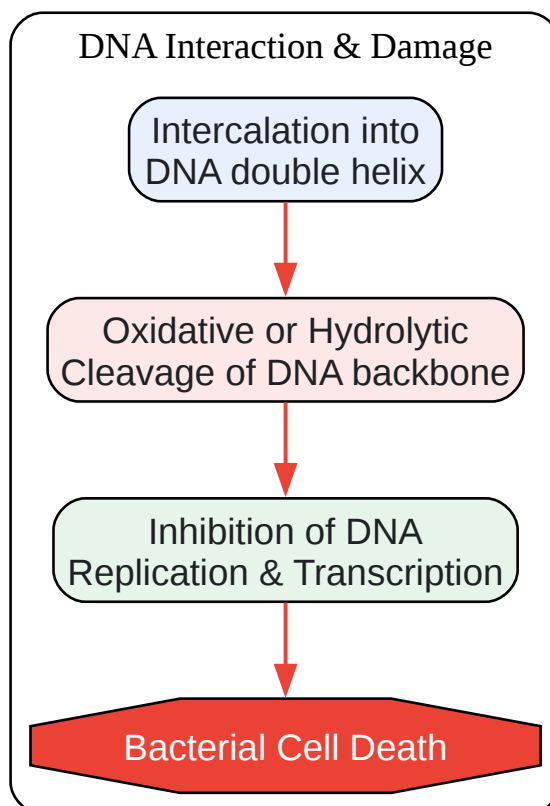 DNA Interaction & Damage
Intercalation into
DNA double helix
Oxidative or Hydrolytic
Cleavage of DNA backbone
Inhibition of DNA
Replication & Transcription
Bacterial Cell Death